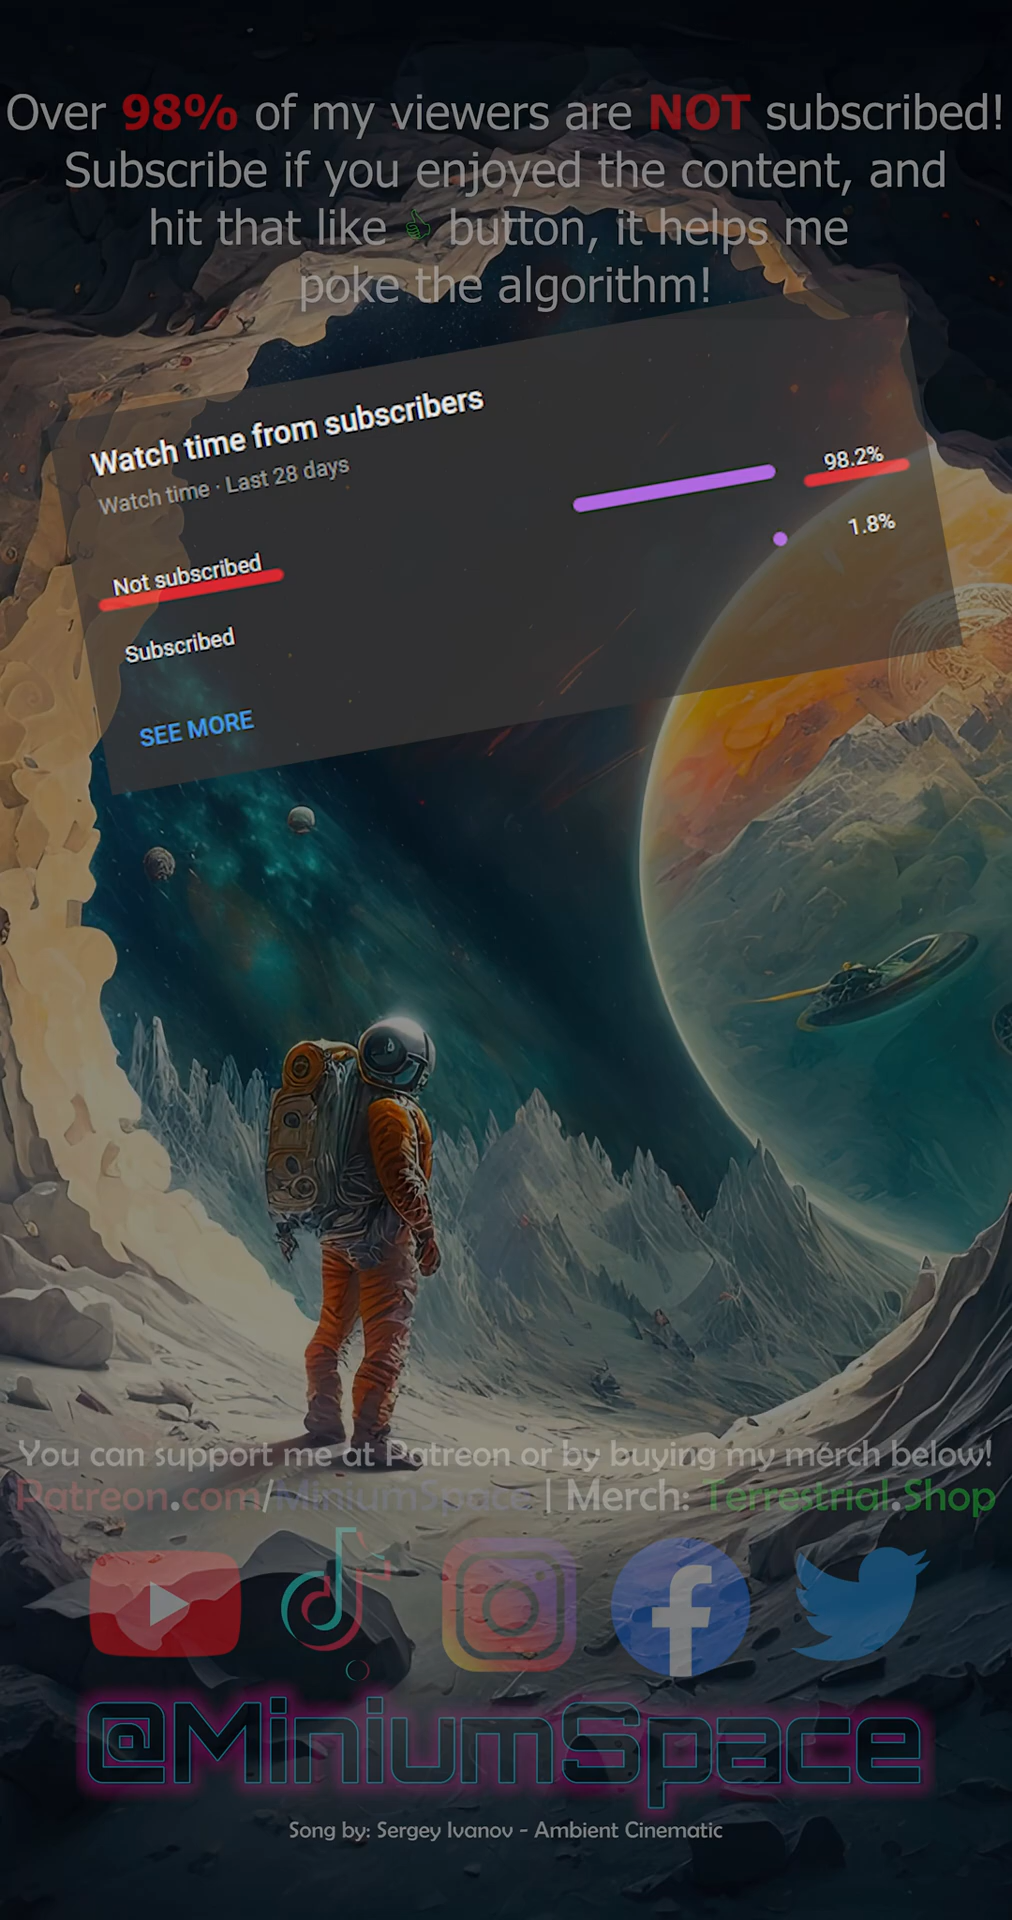 Over 98% of my viewers are NOT subscribed!
Subscribe if you enjoyed the content, and
hit that like 👍 button, it helps me
poke the algorithm!
Watch time from subscribers
Watch time · Last 28 days
Not subscribed 98.2%
Subscribed 1.8%
SEE MORE
You can support me at Patreon or by buying my merch below!
Patreon.com/MiniumSpace | Merch: Terrestrial.Shop
@MiniumSpace
Song by: Sergey Ivanov - Ambient Cinematic